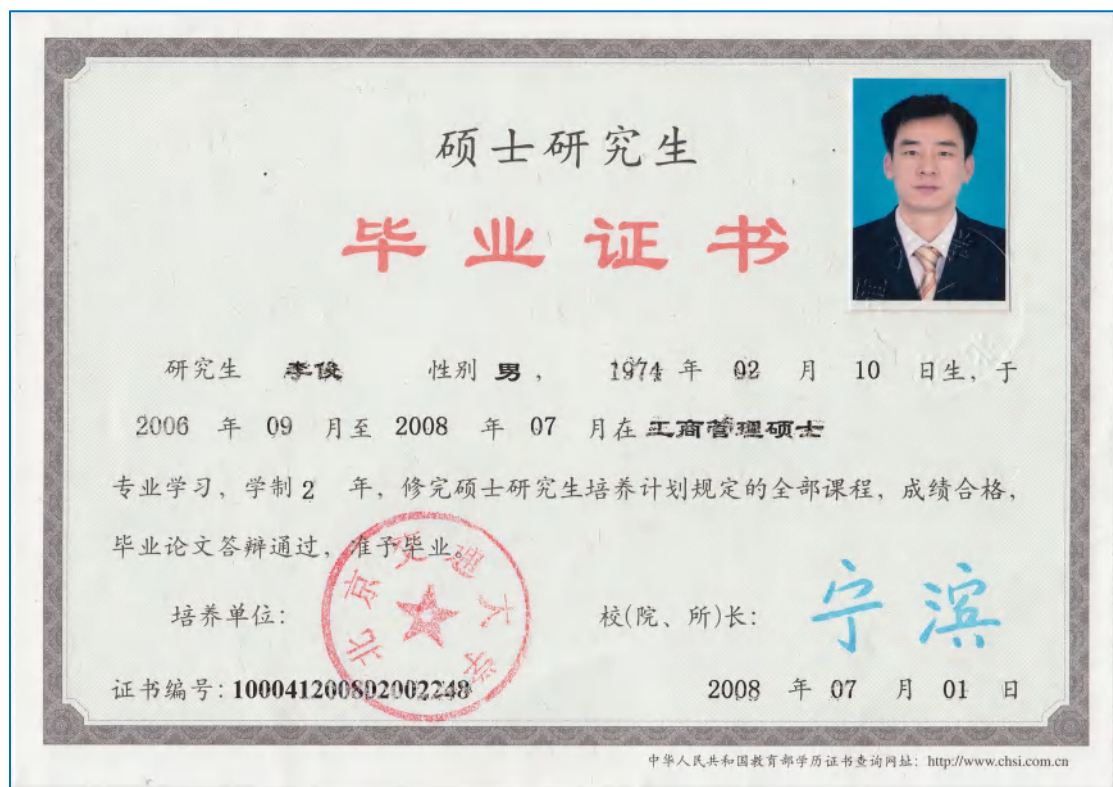 硕士研究生
毕业证书
研究生 李俊 性别 男， 1974 年 02 月 10 日生，于
2006 年 09 月至 2008 年 07 月在 工商管理硕士
专业学习，学制 2 年，修完硕士研究生培养计划规定的全部课程，成绩合格，
毕业论文答辩通过，准予毕业。
北京交通大学
培养单位： 校(院、所)长： 宁滨
证书编号：100041200802002248 2008 年 07 月 01 日
中华人民共和国教育部学历证书查询网址：http://www.chsi.com.cn